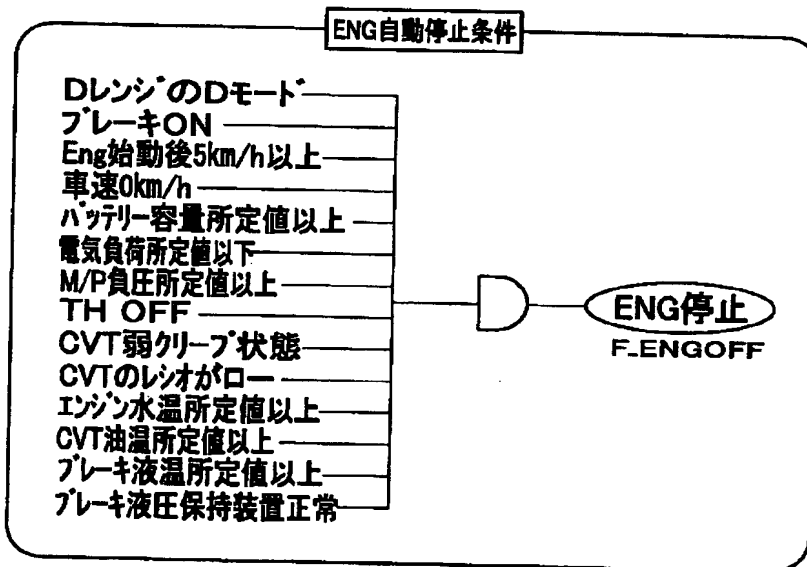 ENG自動停止条件
DレンジのDモード
ブレーキON
Eng始動後5km/h以上
車速0km/h
バッテリー容量所定値以上
電気負荷所定値以下
M/P負圧所定値以上
TH OFF
CVT弱クリープ状態
CVTのレシオがロー
エンジン水温所定値以上
CVT油温所定値以上
ブレーキ液温所定値以上
ブレーキ液圧保持装置正常
ENG停止
F_ENGOFF